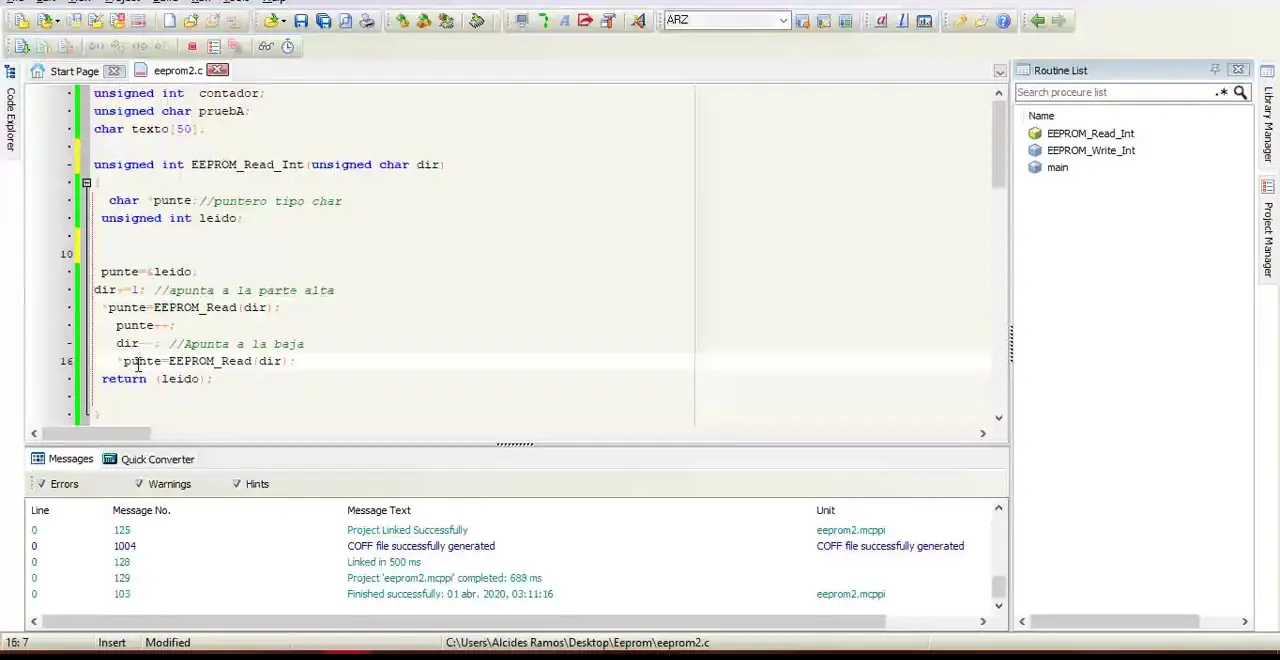 ARZ
Start Page
eeprom2.c
Code Explorer
unsigned int contador;
unsigned char pruebA;
char texto[50];
unsigned int EEPROM_Read_Int(unsigned char dir)
{
char *punte;//puntero tipo char
unsigned int leido;
10
punte=&leido;
dir+=1; //apunta a la parte alta
*punte=EEPROM_Read(dir);
punte++;
dir--; //Apunta a la baja
16
*punte=EEPROM_Read(dir);
return (leido);
}
Routine List
Search proceure list
.*
Name
EEPROM_Read_Int
EEPROM_Write_Int
main
Library Manager
Project Manager
Messages
Quick Converter
Errors
Warnings
Hints
Line Message No. Message Text Unit
0 125 Project Linked Successfully eeprom2.mcppi
0 1004 COFF file successfully generated COFF file successfully generated
0 128 Linked in 500 ms
0 129 Project 'eeprom2.mcppi' completed: 688 ms
0 103 Finished successfully: 01 abr. 2020, 03:11:16 eeprom2.mcppi
16: 7 Insert Modified C:\Users\Alcides Ramos\Desktop\Eeprom\eeprom2.c